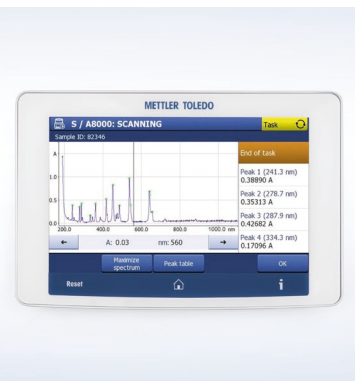 METTLER TOLEDO
S / A8000: SCANNING
Task
Sample ID: 82346
End of task
A
1.0
0.5
0.0
200.0 400.0 600.0 800.0 1000.0 nm
Peak 1 (241.3 nm)
0.38890 A
Peak 2 (278.7 nm)
0.35313 A
Peak 3 (287.9 nm)
0.42682 A
Peak 4 (334.3 nm)
0.17096 A
← A: 0.03 nm: 560 →
Maximize
spectrum
Peak table
OK
Reset
i